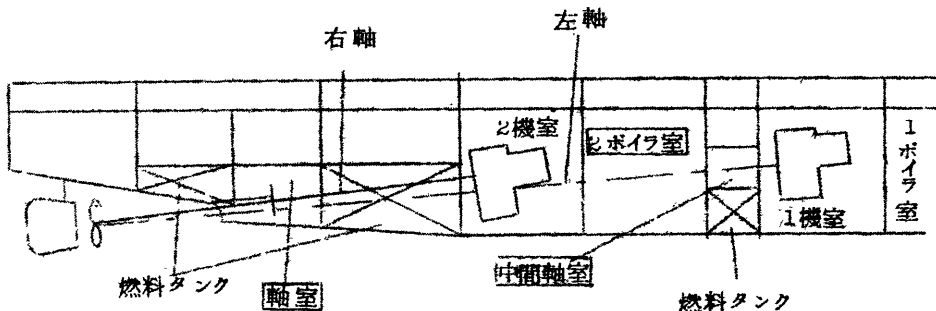 右軸
左軸
2機室
2ボイラ室
1ボイラ室
1機室
燃料タンク
軸室
中間軸室
燃料タンク